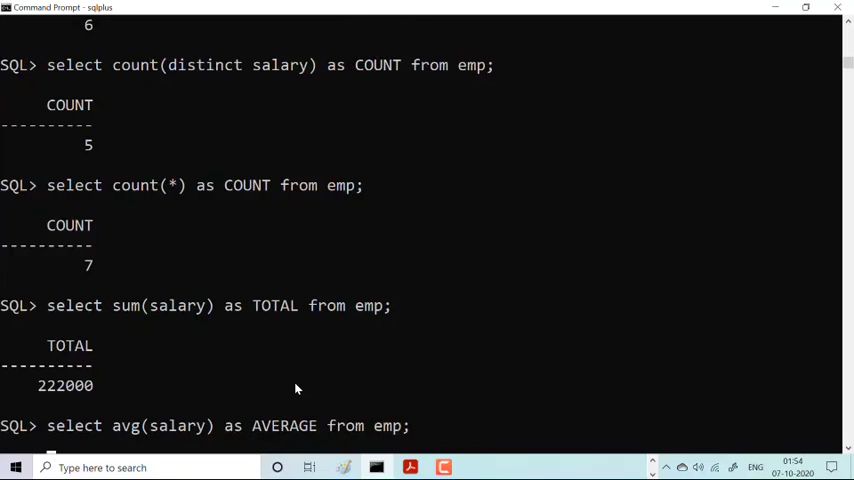 Command Prompt - sqlplus
6
SQL> select count(distinct salary) as COUNT from emp;
COUNT
----------
5
SQL> select count(*) as COUNT from emp;
COUNT
----------
7
SQL> select sum(salary) as TOTAL from emp;
TOTAL
----------
222000
SQL> select avg(salary) as AVERAGE from emp;
Type here to search
ENG
01:54
07-10-2020